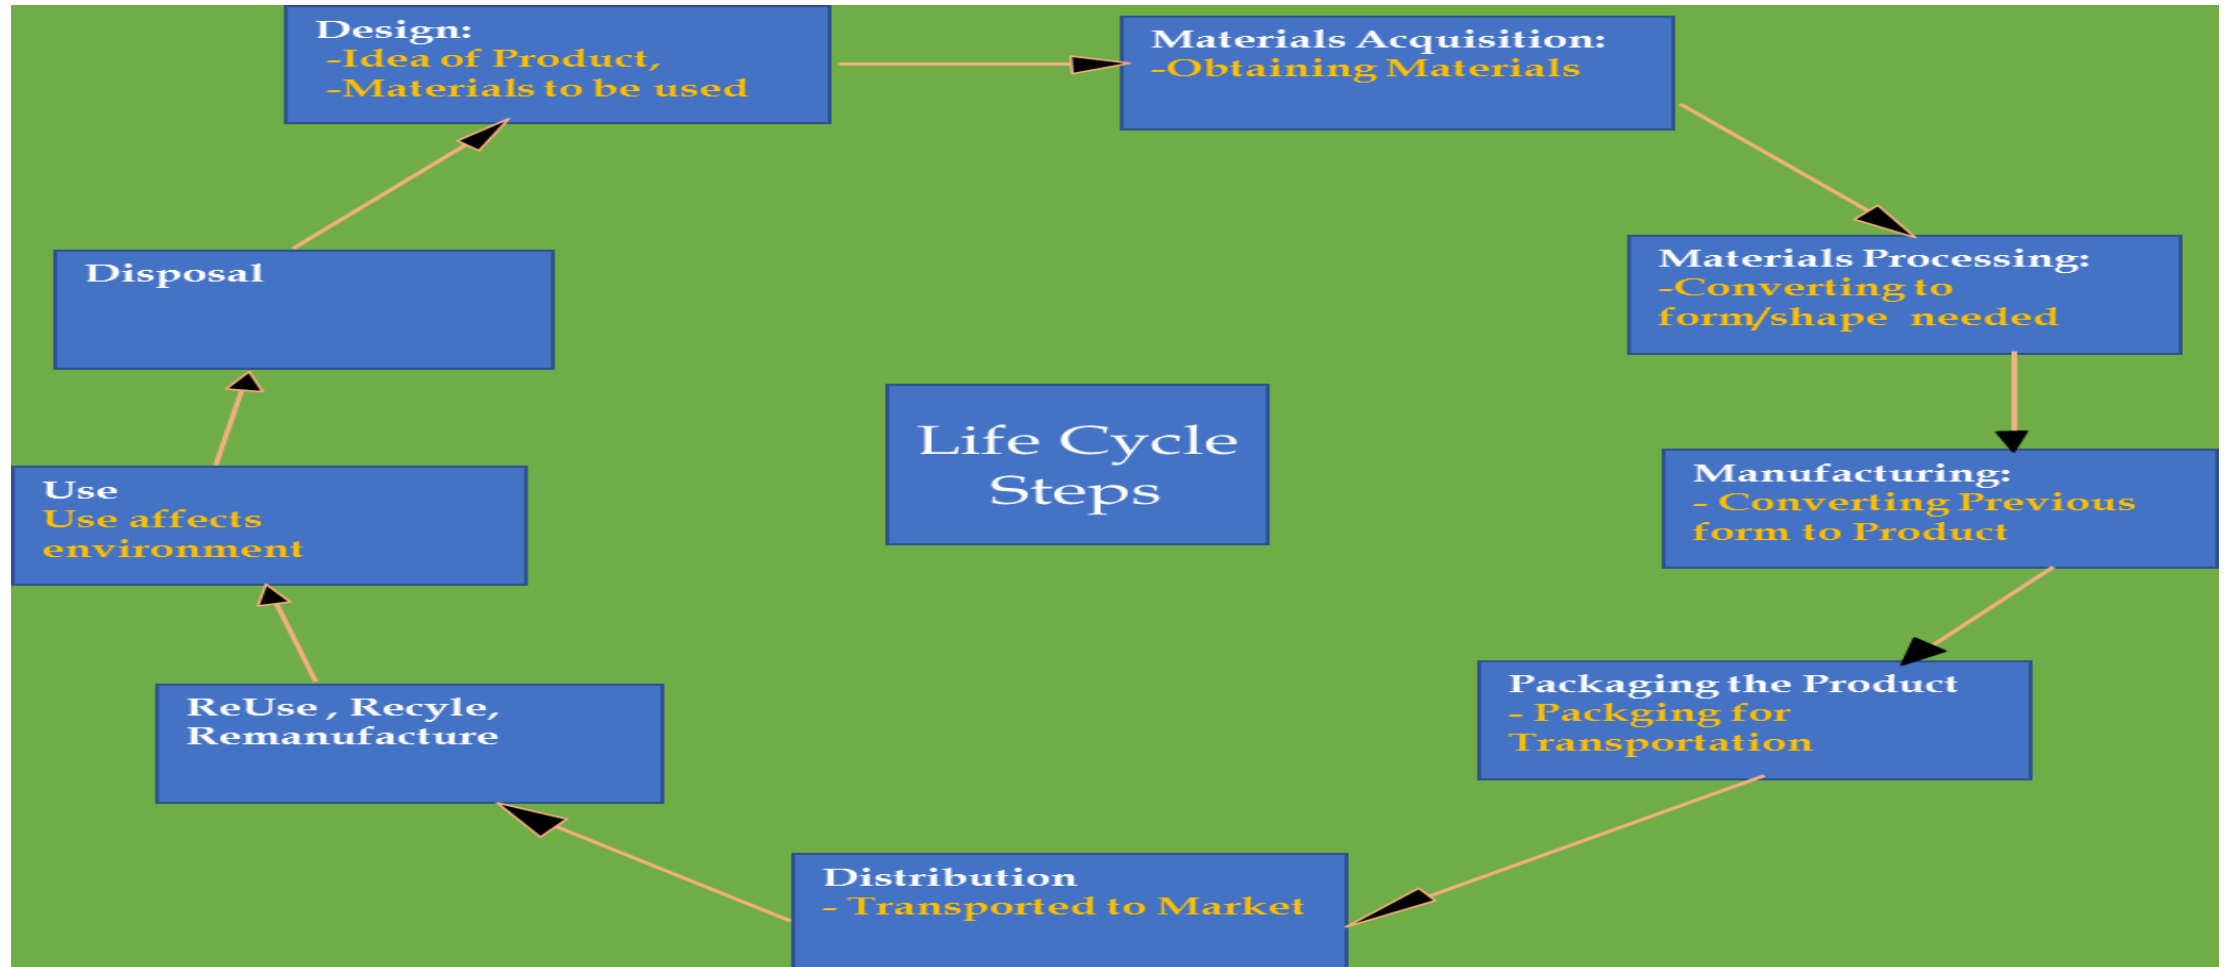 Design:
-Idea of Product,
-Materials to be used
Materials Acquisition:
-Obtaining Materials
Materials Processing:
-Converting to
form/shape needed
Manufacturing:
- Converting Previous
form to Product
Packaging the Product
- Packging for
Transportation
Distribution
- Transported to Market
ReUse , Recyle,
Remanufacture
Use
Use affects
environment
Disposal
Life Cycle
Steps